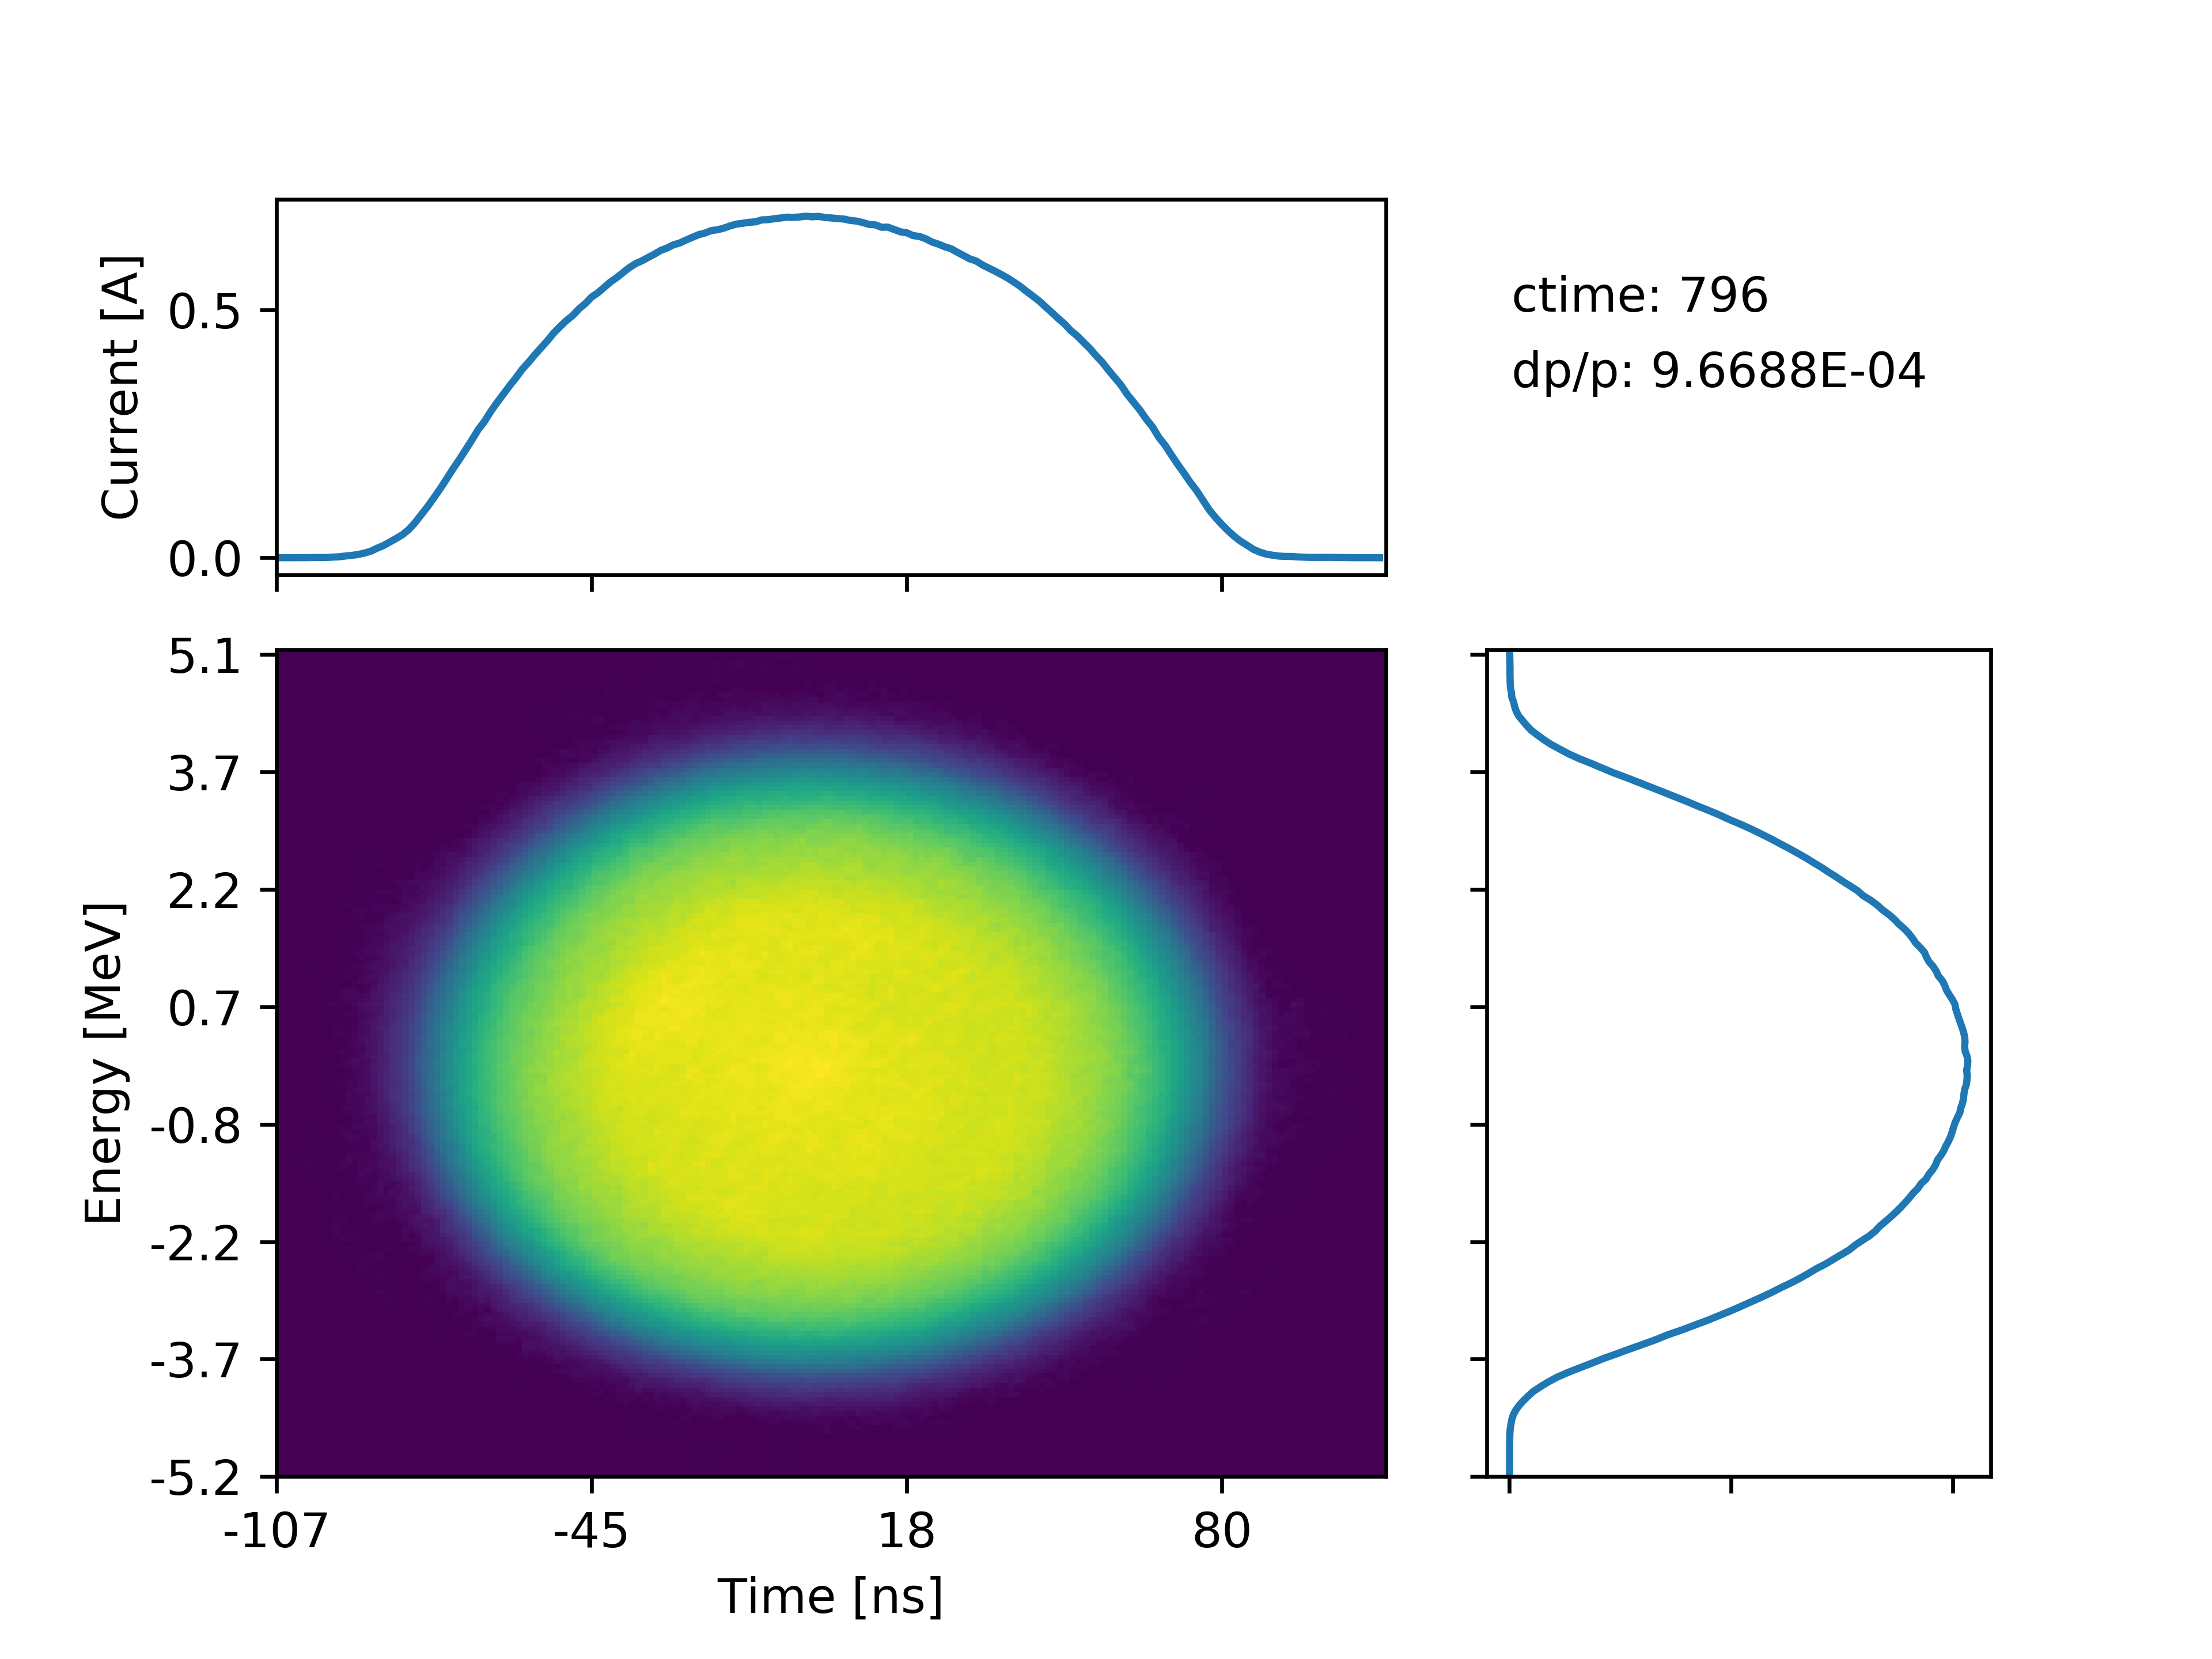 Current [A]
0.5
0.0
ctime: 796
dp/p: 9.6688E-04
Energy [MeV]
5.1
3.7
2.2
0.7
-0.8
-2.2
-3.7
-5.2
-107
-45
18
80
Time [ns]